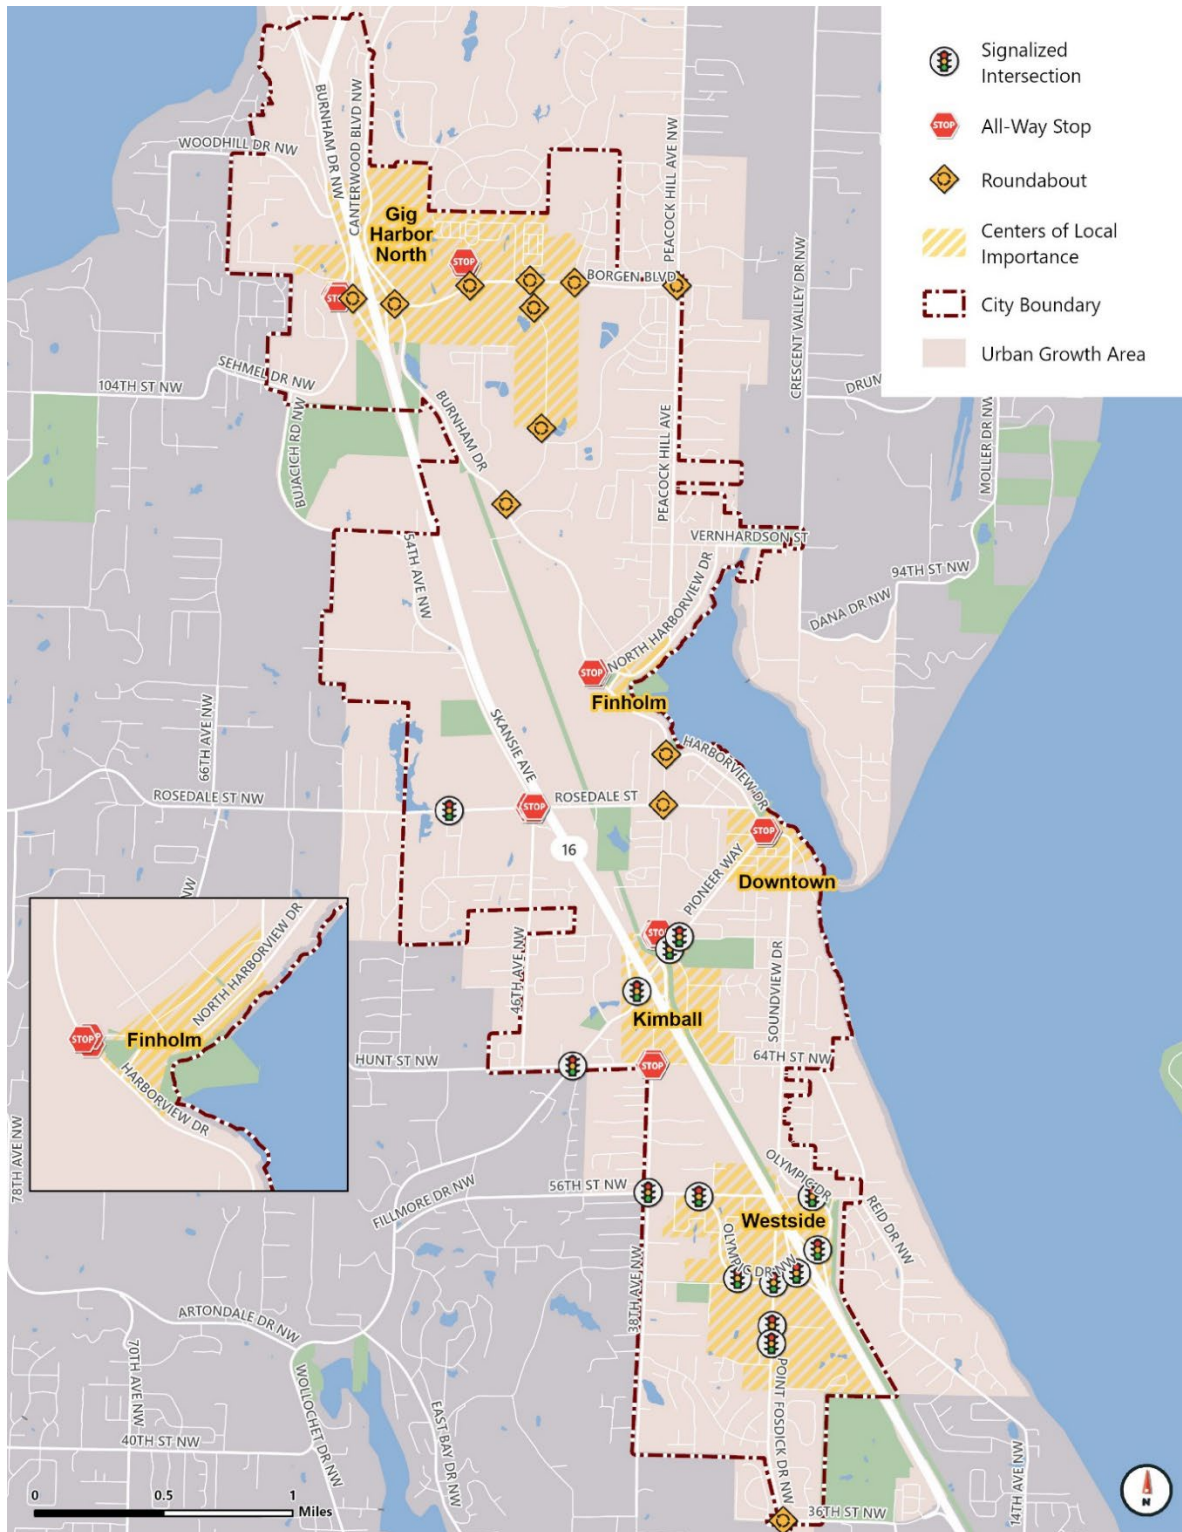 Signalized
Intersection
STOP
All-Way Stop
Roundabout
Centers of Local
Importance
City Boundary
Urban Growth Area
BURNHAM DR NW
CANTERWOOD BLVD NW
WOODHILL DR NW
PEACOCK HILL AVE NW
CRESCENT VALLEY DR NW
Gig
Harbor
North
STOP
BORGEN BLVD
SEHMEL DR NW
104TH ST NW
BURNHAM DR
BUJACICH RD NW
PEACOCK HILL AVE
MOLLER DR NW
54TH AVE NW
VERNHARDSON ST
94TH ST NW
DANA DR NW
NORTH HARBORVIEW DR
STOP
Finholm
66TH AVE NW
SKANSIE AVE
HARBORVIEW DR
ROSEDALE ST NW
STOP
ROSEDALE ST
16
STOP
PIONEER WAY
Downtown
STOP
46TH AVE NW
SOUNDVIEW DR
Kimball
HUNT ST NW
STOP
64TH ST NW
NORTH HARBORVIEW DR
STOP
Finholm
HARBORVIEW DR
78TH AVE NW
OLYMPIC DR
56TH ST NW
FILLMORE DR NW
Westside
REID DR NW
OLYMPIC DR NW
38TH AVE NW
ARTONDALE DR NW
70TH AVE NW
WOLLOCHET DR NW
EAST BAY DR NW
POINT FOSDICK DR NW
40TH ST NW
14TH AVE NW
36TH ST NW
0 0.5 1
Miles
N